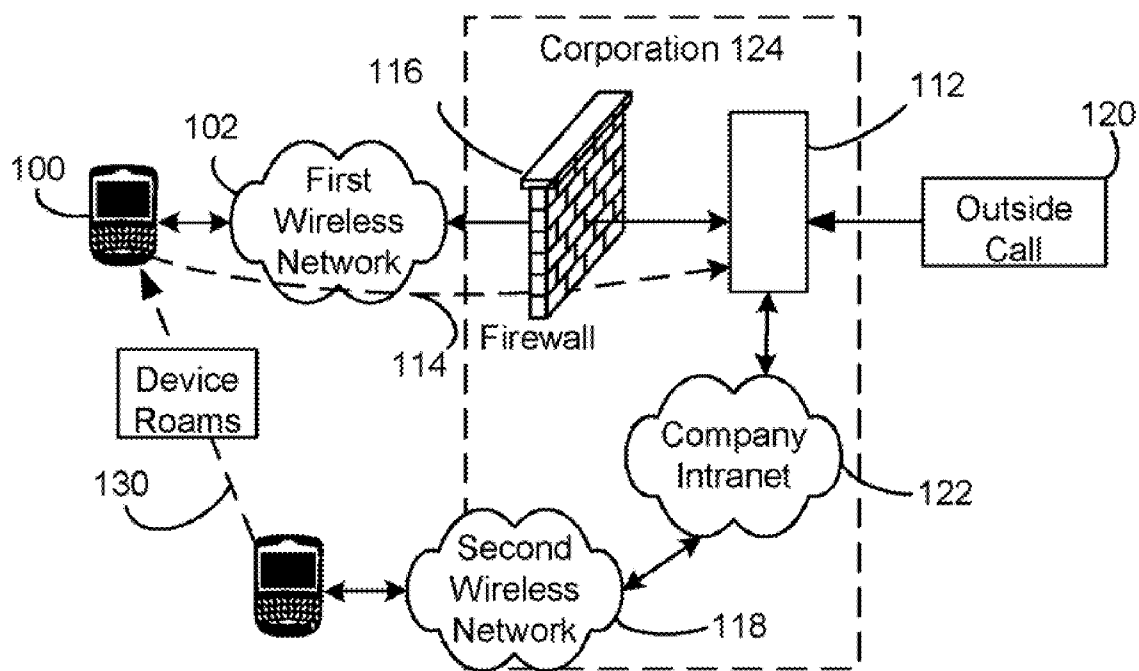 Corporation 124
116
112
102
120
100
First
Wireless
Network
Outside
Call
Firewall
114
Device
Roams
Company
Intranet
122
130
Second
Wireless
Network
118